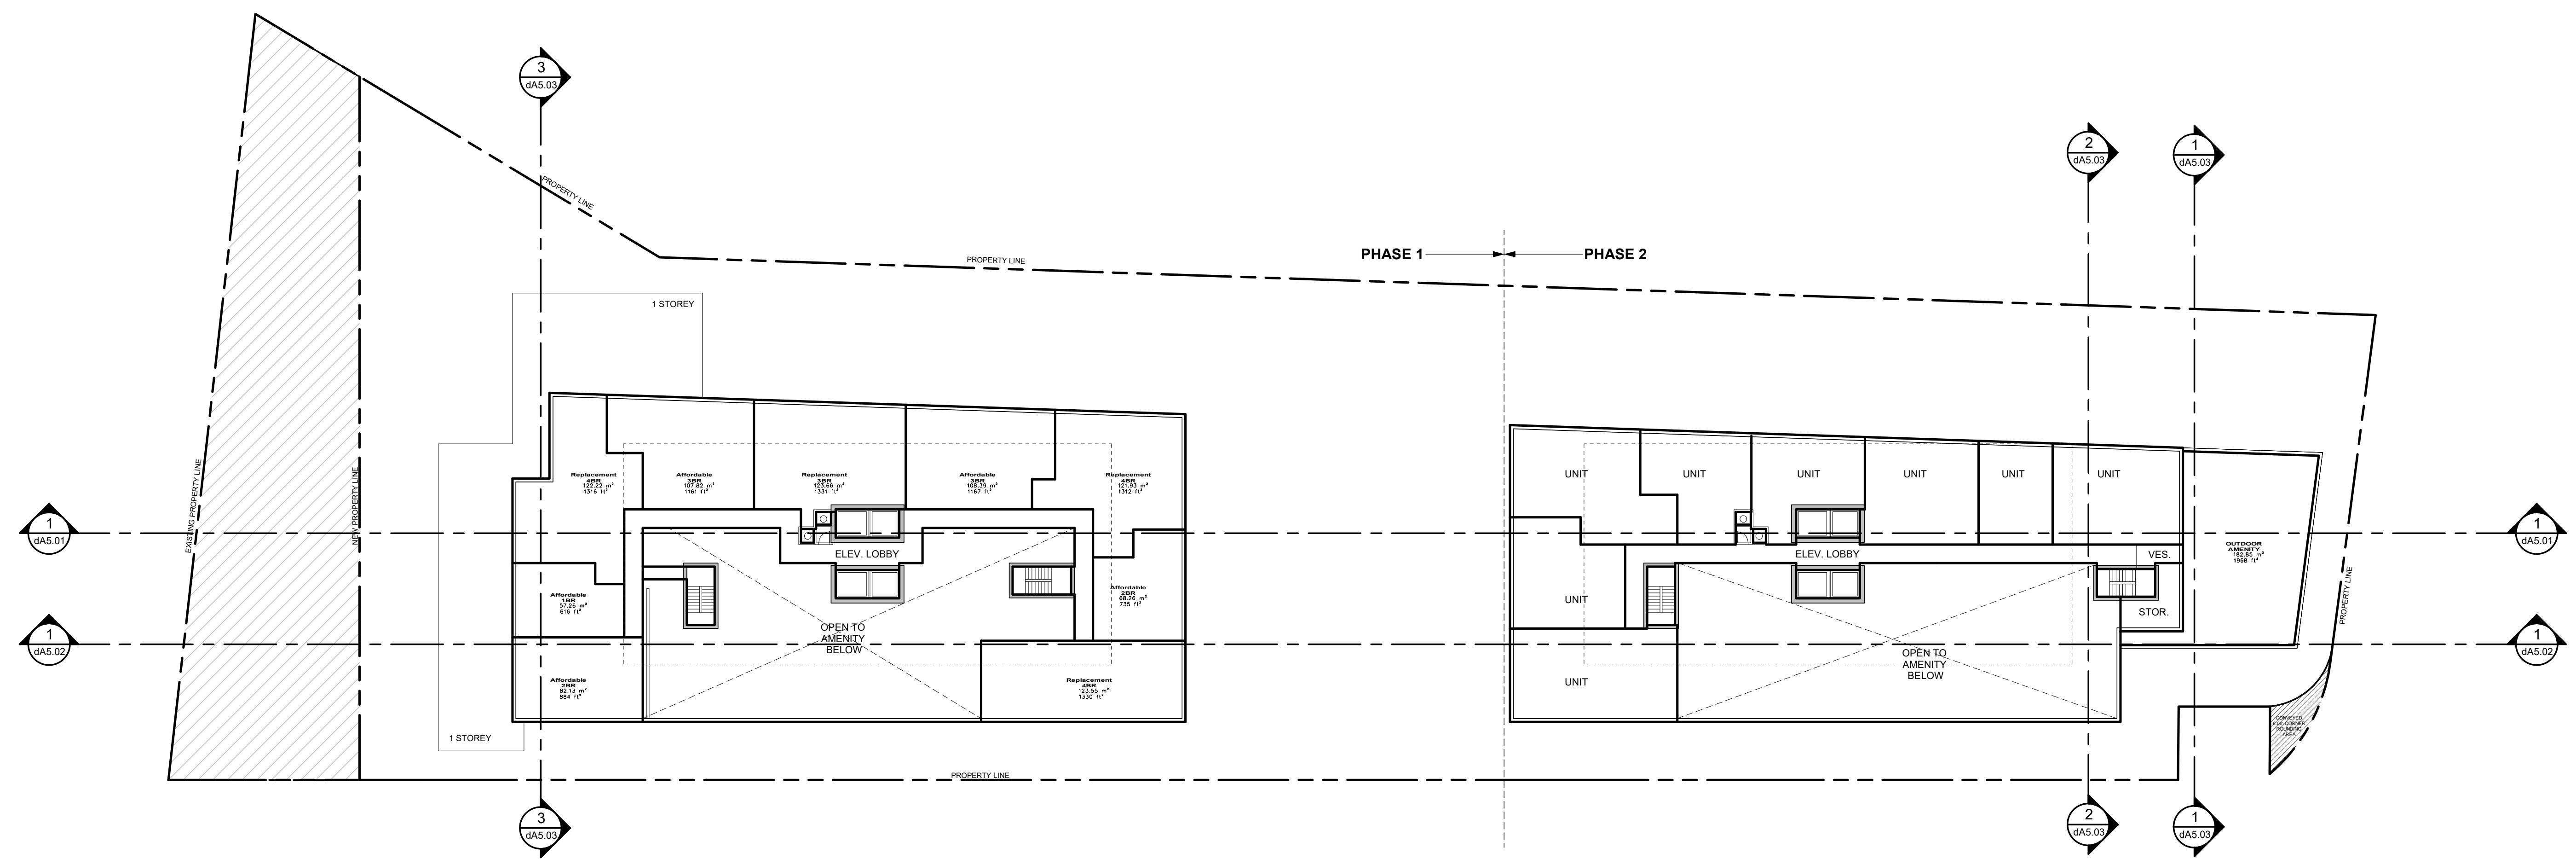 3
dA5.03
2
dA5.03
1
dA5.03
PROPERTY LINE
PHASE 1
PHASE 2
PROPERTY LINE
1 STOREY
EXISTING PROPERTY LINE
NEW PROPERTY LINE
Replacement
4BR
122.22 m²
1316 ft²
Affordable
3BR
107.82 m²
1161 ft²
Replacement
3BR
123.66 m²
1331 ft²
Affordable
3BR
108.39 m²
1167 ft²
Replacement
4BR
121.93 m²
1312 ft²
UNIT
UNIT
UNIT
UNIT
UNIT
UNIT
1
dA5.01
1
dA5.01
ELEV. LOBBY
ELEV. LOBBY
VES.
OUTDOOR
AMENITY
182.85 m²
1968 ft²
Affordable
1BR
57.26 m²
616 ft²
Affordable
2BR
68.26 m²
735 ft²
UNIT
STOR.
PROPERTY LINE
1
dA5.02
1
dA5.02
OPEN TO
AMENITY
BELOW
OPEN TO
AMENITY
BELOW
Affordable
2BR
82.13 m²
884 ft²
Replacement
4BR
123.55 m²
1330 ft²
UNIT
1 STOREY
CONVEYED
CORNER
ROUNDING
AREA
PROPERTY LINE
3
dA5.03
2
dA5.03
1
dA5.03